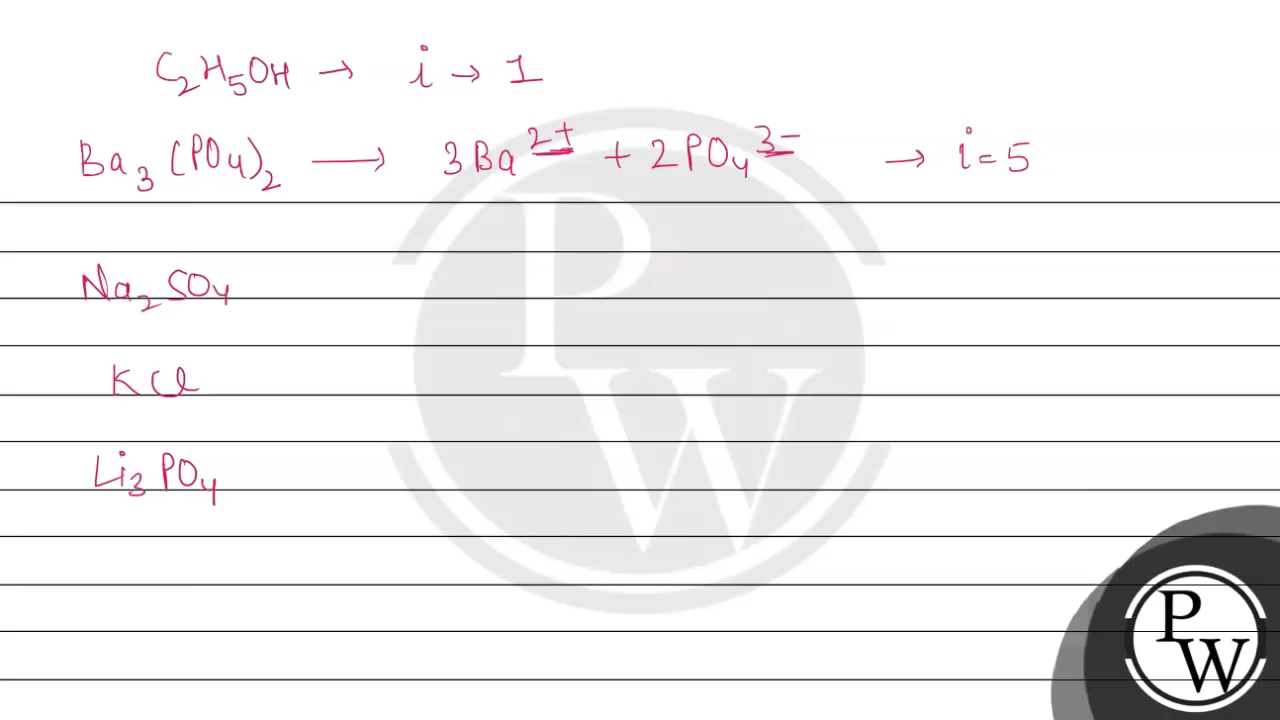 C₂H₅OH → i → 1
Ba₃(PO₄)₂ → 3Ba²⁺ + 2PO₄³⁻ → i = 5
Na₂SO₄
KCl
Li₃PO₄
P
W
P
W